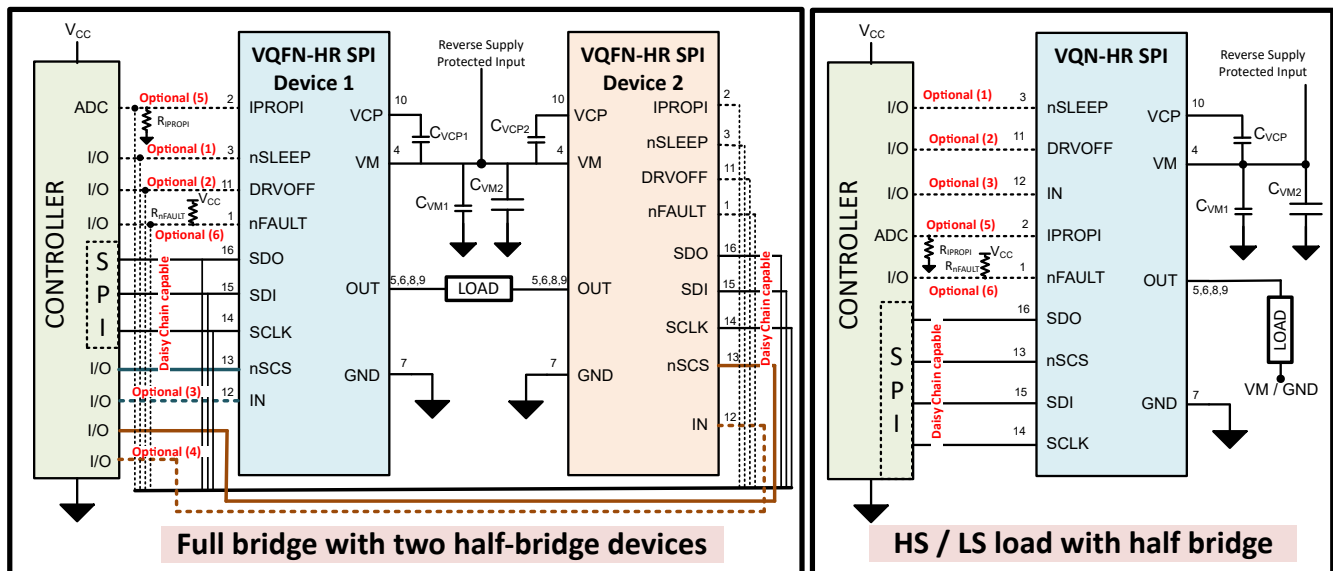 VCC
CONTROLLER
ADC
I/O
I/O
I/O
S
P
I
I/O
I/O
I/O
I/O
Optional (5)
RIPROPI
Optional (1)
Optional (2)
VCC
RnFAULT
Optional (6)
Daisy Chain capable
Optional (3)
Optional (4)
2
3
11
1
16
15
14
13
12
VQFN-HR SPI
Device 1
IPROPI
nSLEEP
DRVOFF
nFAULT
SDO
SDI
SCLK
nSCS
IN
VCP
VM
OUT
GND
10
4
5,6,8,9
7
Reverse Supply
Protected Input
CVCP1
CVCP2
CVM1
CVM2
LOAD
10
4
5,6,8,9
7
VQFN-HR SPI
Device 2
VCP
VM
OUT
GND
IPROPI
nSLEEP
DRVOFF
nFAULT
SDO
SDI
SCLK
nSCS
IN
2
3
11
1
16
15
14
13
12
Daisy Chain capable
Full bridge with two half-bridge devices
VCC
CONTROLLER
I/O
I/O
I/O
ADC
I/O
S
P
I
Optional (1)
Optional (2)
Optional (3)
Optional (5)
RIPROPI
VCC
RnFAULT
Optional (6)
Daisy Chain capable
3
11
12
2
1
16
13
15
14
VQN-HR SPI
nSLEEP
DRVOFF
IN
IPROPI
nFAULT
SDO
nSCS
SDI
SCLK
VCP
VM
OUT
GND
10
4
5,6,8,9
7
Reverse Supply
Protected Input
CVCP
CVM1
CVM2
LOAD
VM / GND
HS / LS load with half bridge